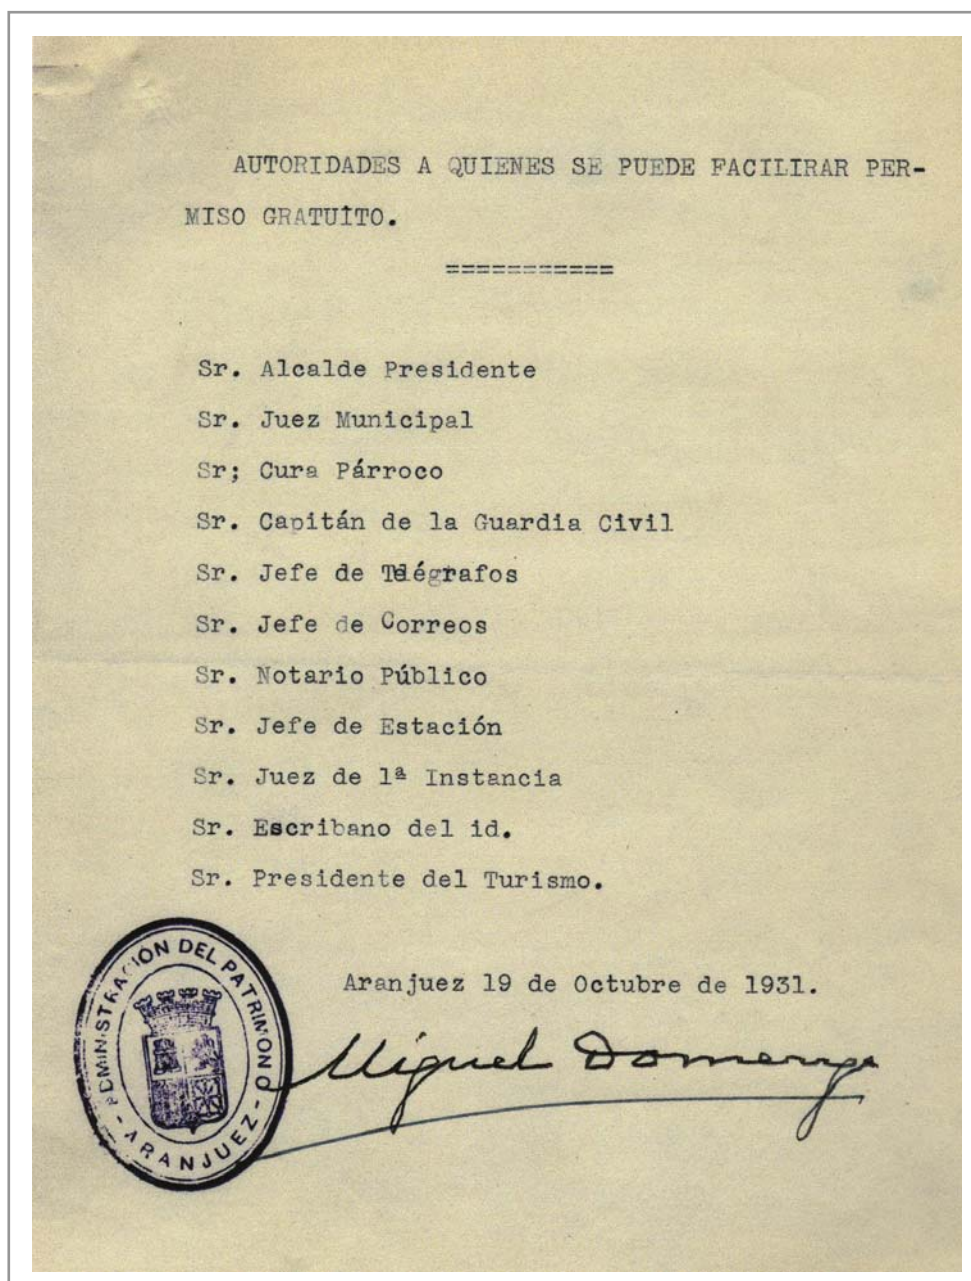 AUTORIDADES A QUIENES SE PUEDE FACILIRAR PER-
MISO GRATUÍTO.
===========
Sr. Alcalde Presidente
Sr. Juez Municipal
Sr; Cura Párroco
Sr. Capitán de la Guardia Civil
Sr. Jefe de Telégrafos
Sr. Jefe de Correos
Sr. Notario Público
Sr. Jefe de Estación
Sr. Juez de 1ª Instancia
Sr. Escribano del id.
Sr. Presidente del Turismo.
Aranjuez 19 de Octubre de 1931.
Miguel
ADMINISTRACIÓN DEL PATRIMONO
- ARANJUEZ -